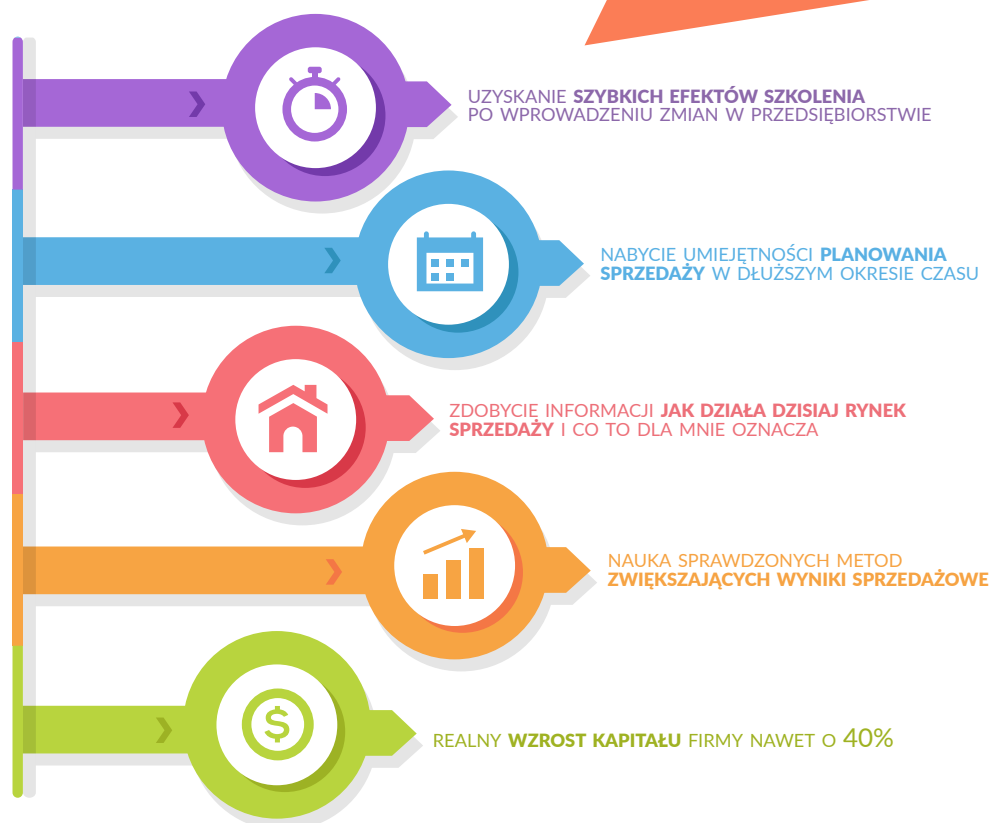 UZYSKANIE SZYBKICH EFEKTÓW SZKOLENIA
PO WPROWADZENIU ZMIAN W PRZEDSIĘBIORSTWIE
NABYCIE UMIEJĘTNOŚCI PLANOWANIA
SPRZEDAŻY W DŁUŻSZYM OKRESIE CZASU
ZDOBYCIE INFORMACJI JAK DZIAŁA DZISIAJ RYNEK
SPRZEDAŻY I CO TO DLA MNIE OZNACZA
NAUKA SPRAWDZONYCH METOD
ZWIĘKSZAJĄCYCH WYNIKI SPRZEDAŻOWE
$
REALNY WZROST KAPITAŁU FIRMY NAWET O 40%